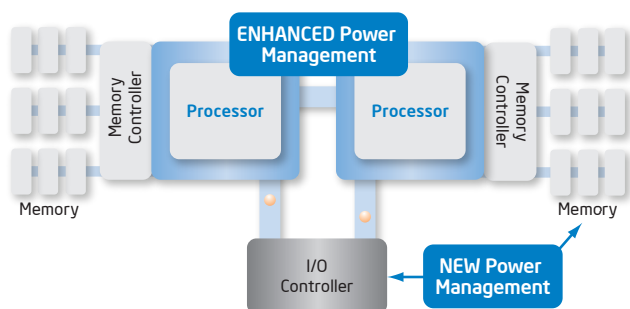 ENHANCED Power
Management
Memory
Controller
Processor
Processor
Memory
Controller
Memory
Memory
I/O
Controller
NEW Power
Management